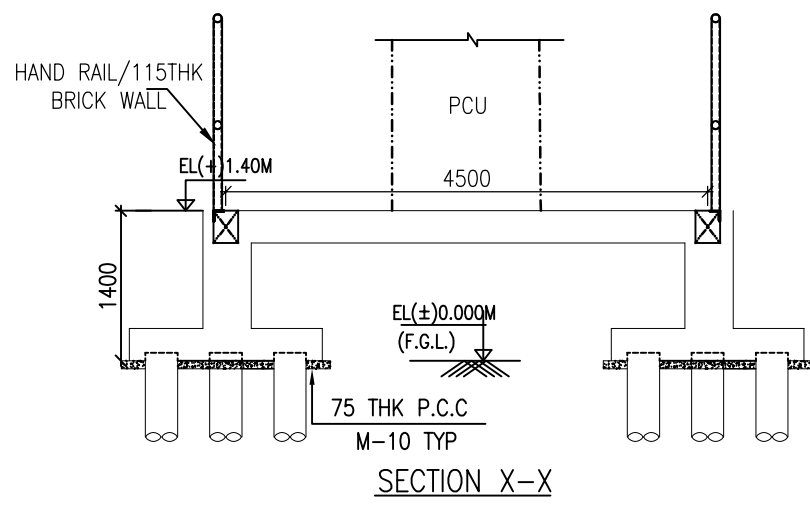 HAND RAIL/115THK
BRICK WALL
PCU
EL(+)1.40M
4500
1400
EL(±)0.000M
(F.G.L.)
75 THK P.C.C
M-10 TYP
SECTION X-X